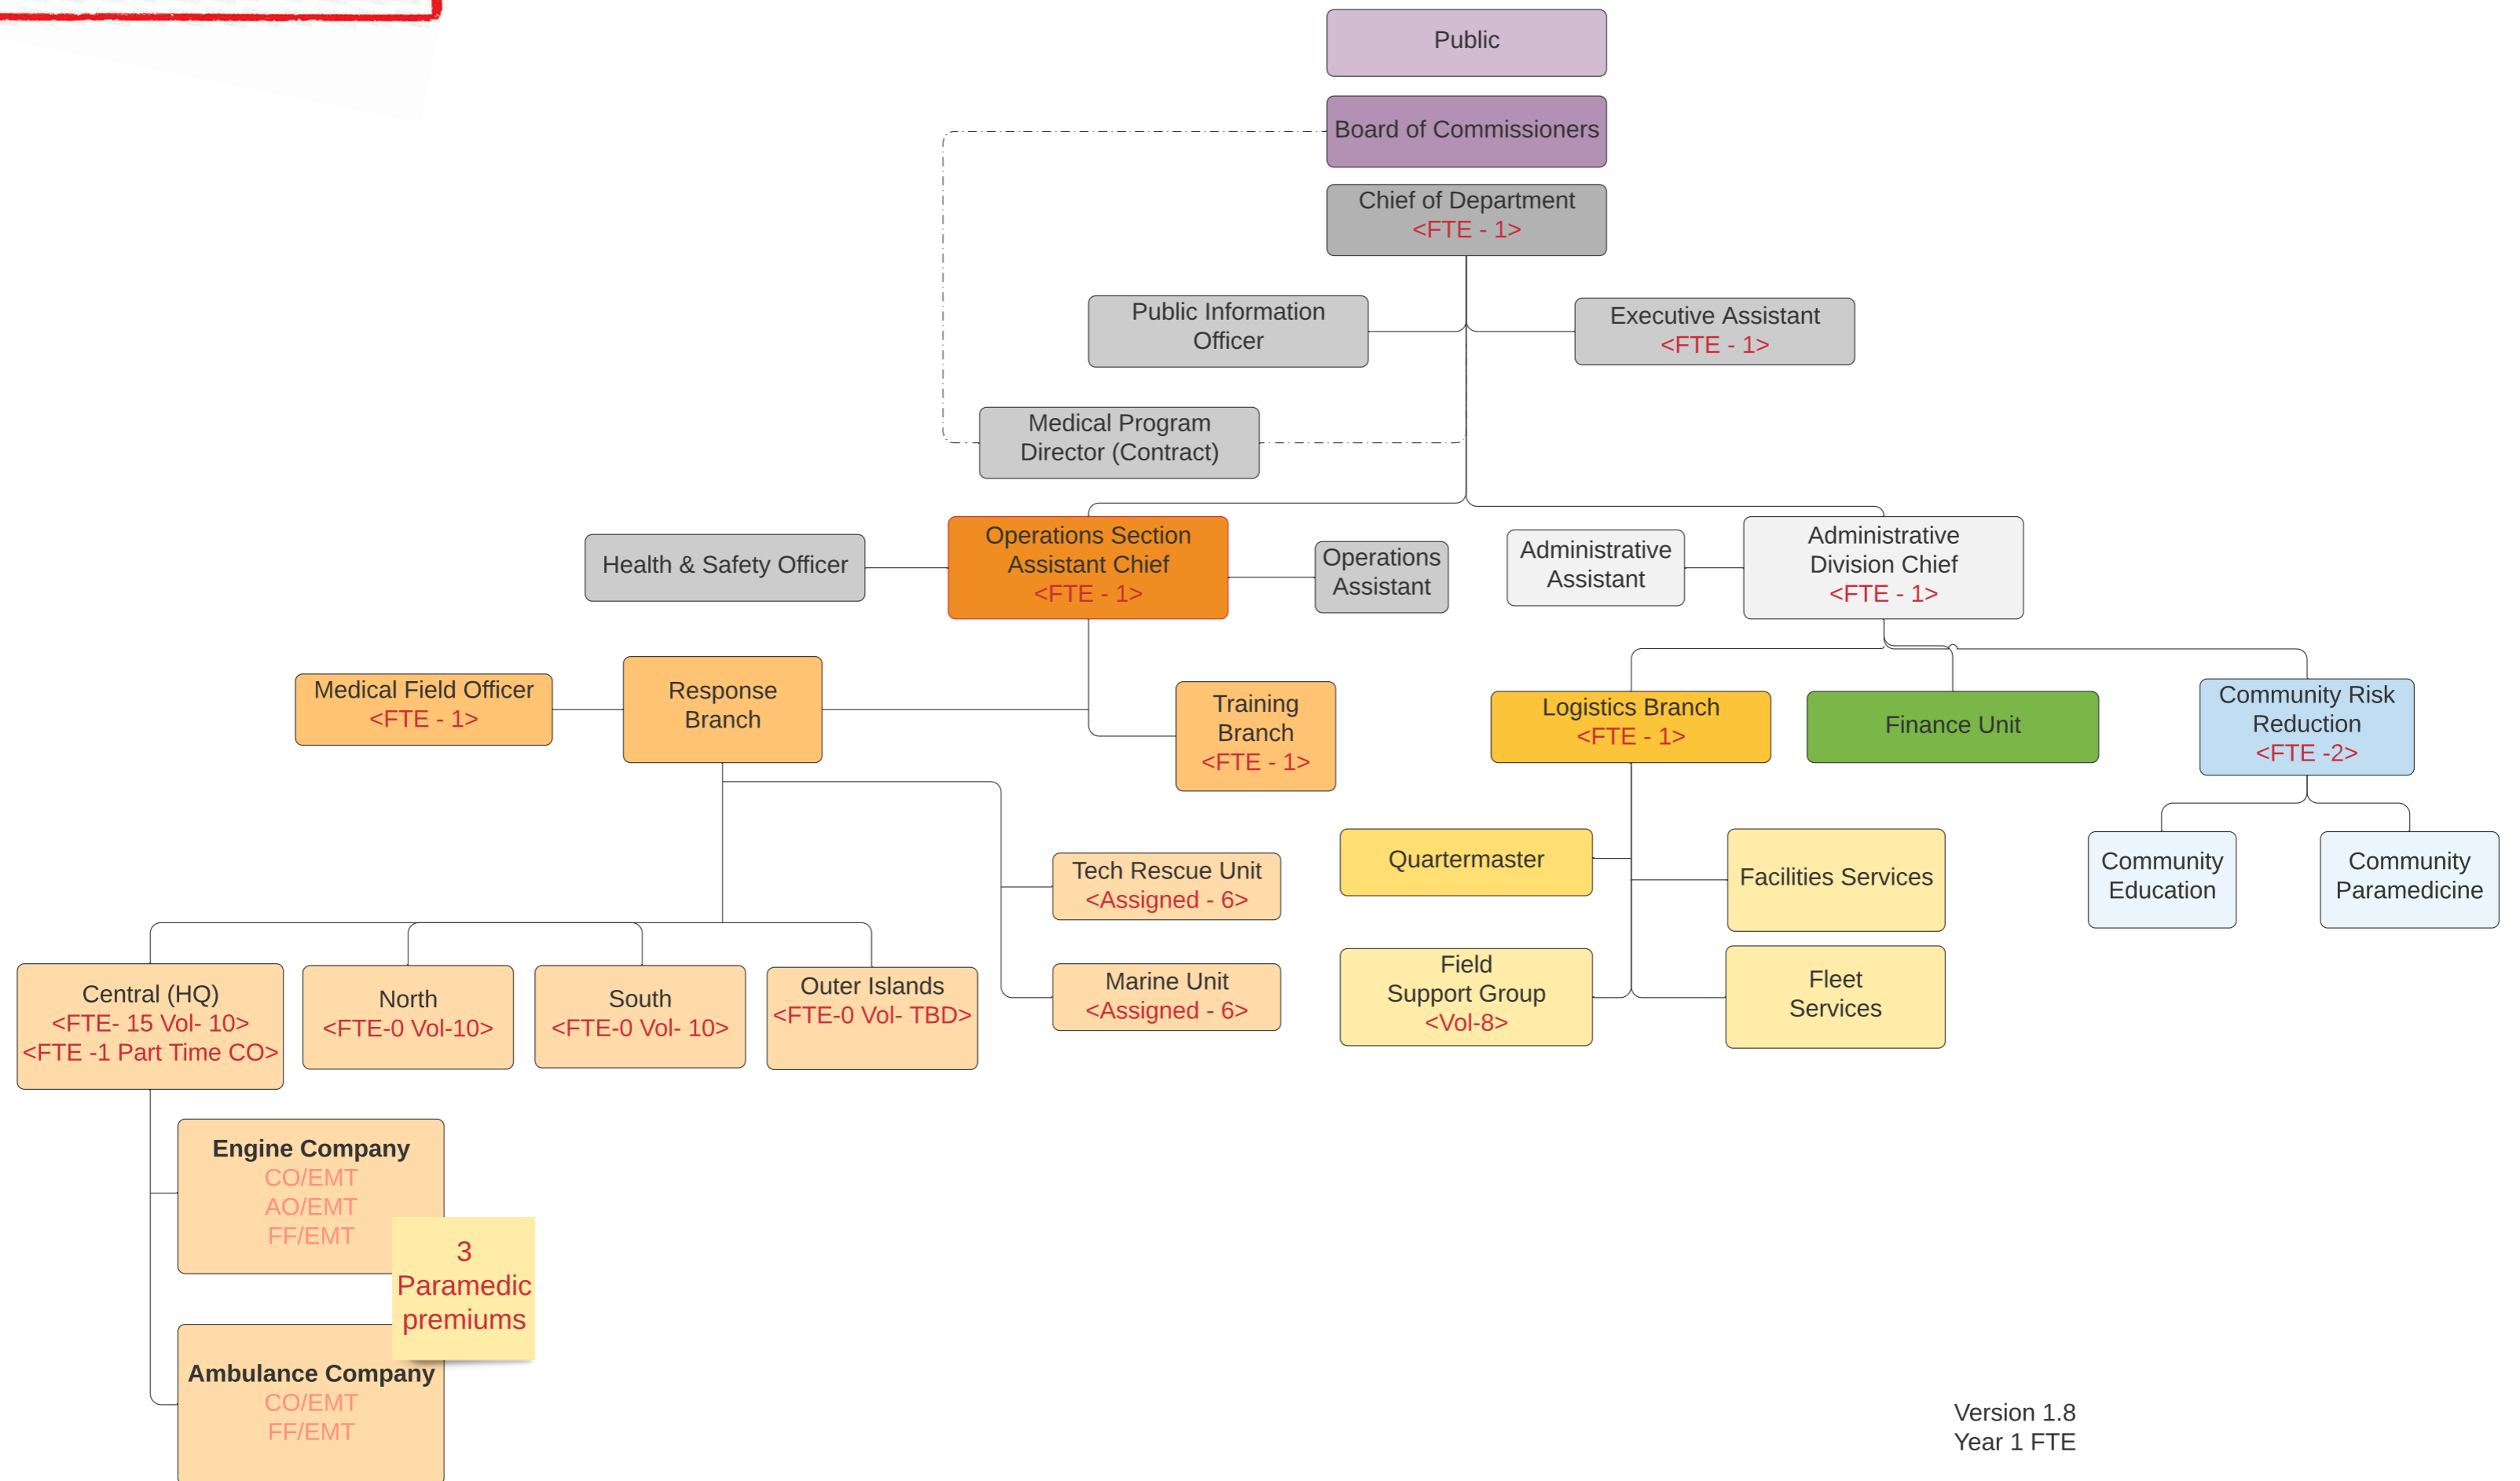 Public
Board of Commissioners
Chief of Department
<FTE - 1>
Public Information
Officer
Executive Assistant
<FTE - 1>
Medical Program
Director (Contract)
Health & Safety Officer
Operations Section
Assistant Chief
<FTE - 1>
Operations
Assistant
Administrative
Assistant
Administrative
Division Chief
<FTE - 1>
Medical Field Officer
<FTE - 1>
Response
Branch
Training
Branch
<FTE - 1>
Logistics Branch
<FTE - 1>
Finance Unit
Community Risk
Reduction
<FTE -2>
Tech Rescue Unit
<Assigned - 6>
Quartermaster
Facilities Services
Community
Education
Community
Paramedicine
Central (HQ)
<FTE- 15 Vol- 10>
<FTE -1 Part Time CO>
North
<FTE-0 Vol-10>
South
<FTE-0 Vol- 10>
Outer Islands
<FTE-0 Vol- TBD>
Marine Unit
<Assigned - 6>
Field
Support Group
<Vol-8>
Fleet
Services
Engine Company
CO/EMT
AO/EMT
FF/EMT
3
Paramedic
premiums
Ambulance Company
CO/EMT
FF/EMT
Version 1.8
Year 1 FTE